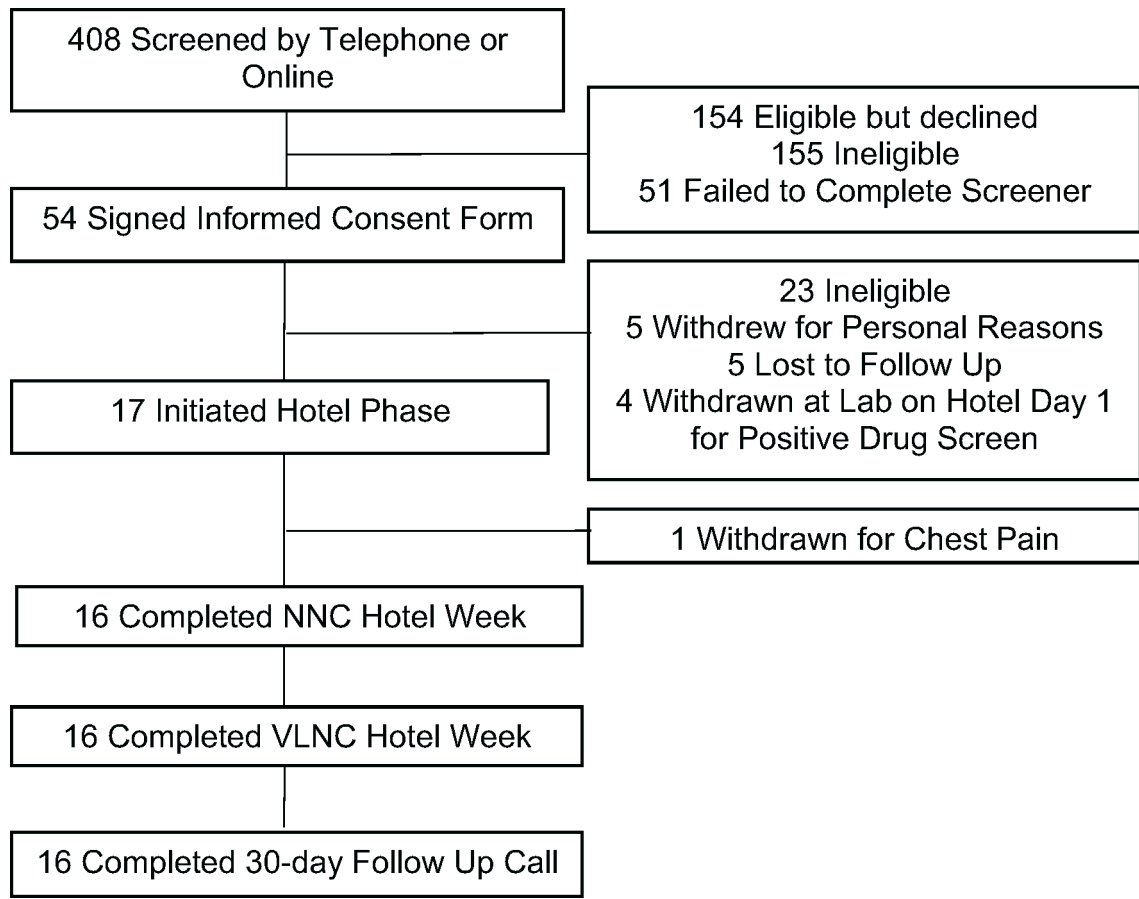 408 Screened by Telephone or
Online
154 Eligible but declined
155 Ineligible
51 Failed to Complete Screener
54 Signed Informed Consent Form
23 Ineligible
5 Withdrew for Personal Reasons
5 Lost to Follow Up
4 Withdrawn at Lab on Hotel Day 1
for Positive Drug Screen
17 Initiated Hotel Phase
1 Withdrawn for Chest Pain
16 Completed NNC Hotel Week
16 Completed VLNC Hotel Week
16 Completed 30-day Follow Up Call